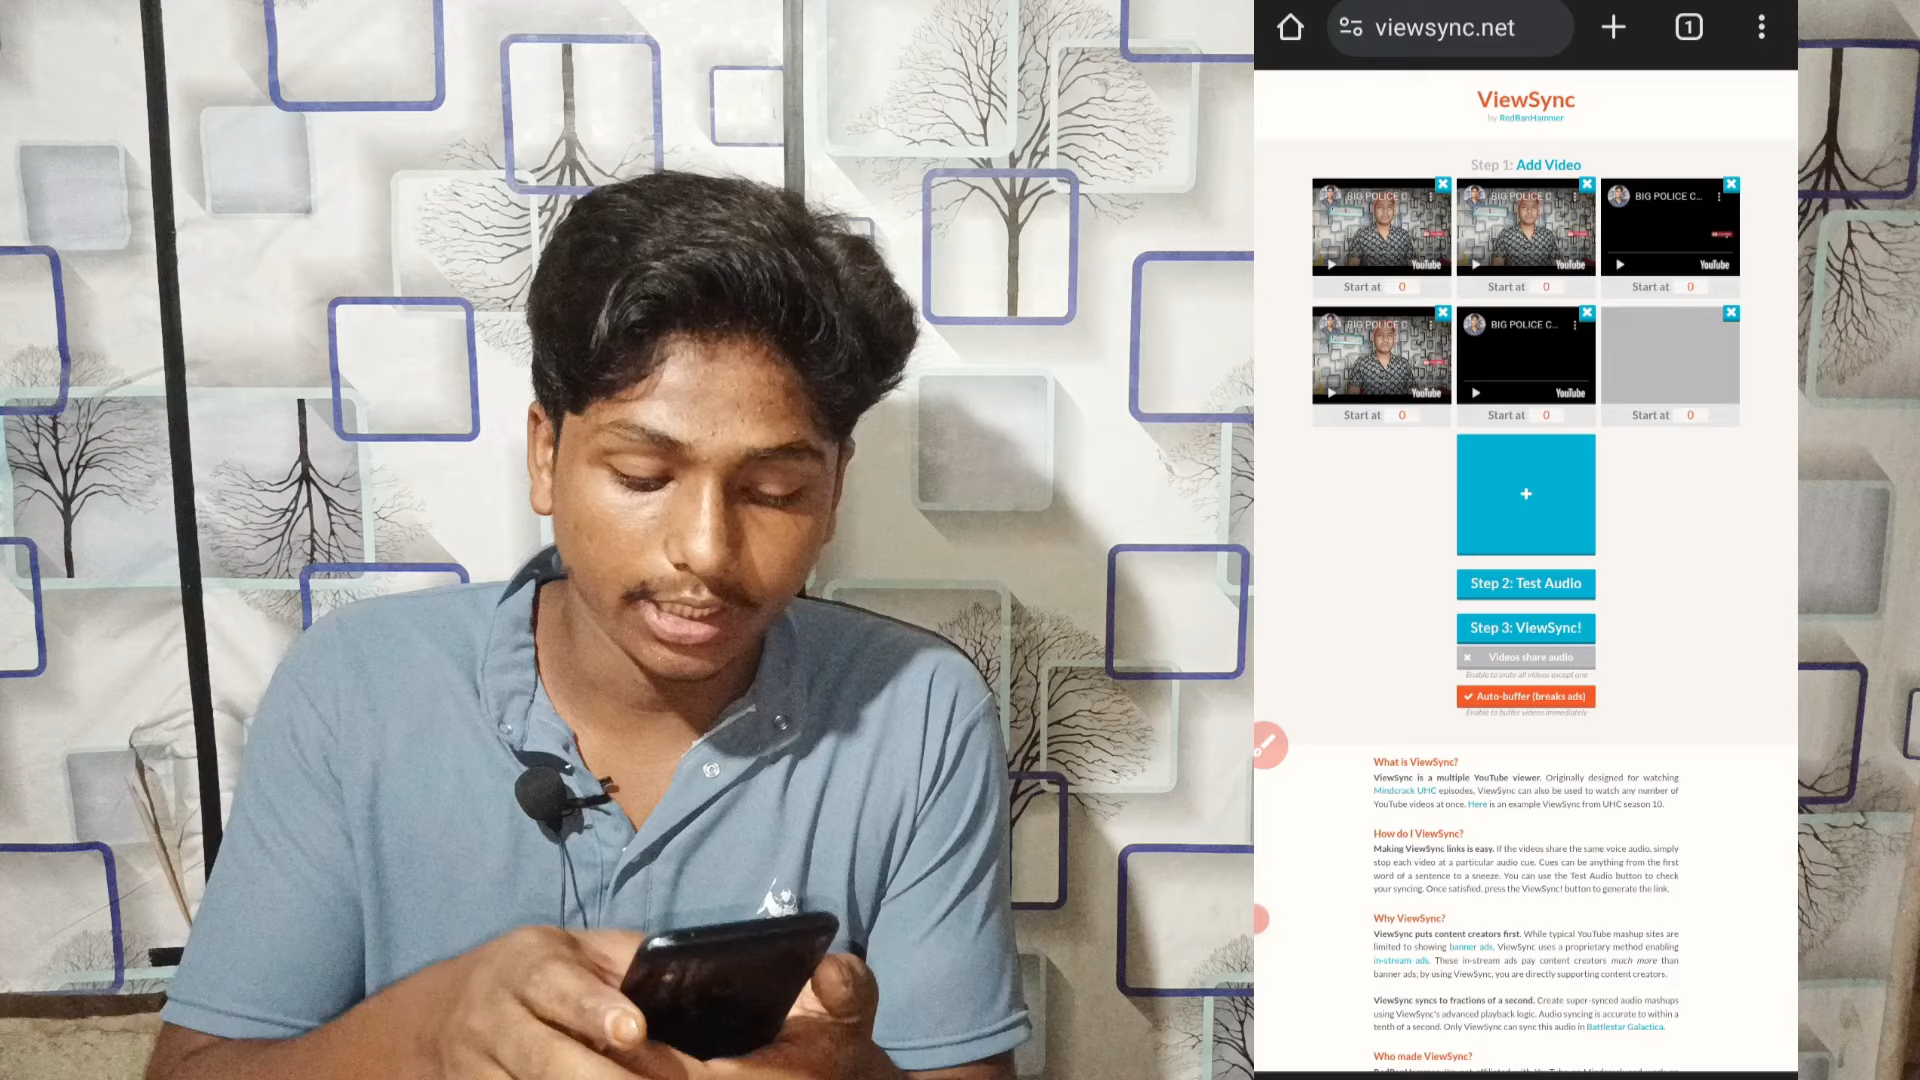 viewsync.net
1
ViewSync
by RedBanHammer
Step 1: Add Video
BIG POLICE C
BIG POLICE C
BIG POLICE C...
YouTube
YouTube
YouTube
Start at 0
Start at 0
Start at 0
BIG POLICE C
BIG POLICE C...
YouTube
YouTube
Start at 0
Start at 0
Start at 0
+
Step 2: Test Audio
Step 3: ViewSync!
Videos share audio
Enable to mute all videos except one
Auto-buffer (breaks ads)
Enable to buffer videos immediately
What is ViewSync?
ViewSync is a multiple YouTube viewer. Originally designed for watching
Mindcrack UHC episodes, ViewSync can also be used to watch any number of
YouTube videos at once. Here is an example ViewSync from UHC season 10.
How do I ViewSync?
Making ViewSync links is easy. If the videos share the same voice audio, simply
stop each video at a particular audio cue. Cues can be anything from the first
word of a sentence to a sneeze. You can use the Test Audio button to check
your syncing. Once satisfied, press the ViewSync! button to generate the link.
Why ViewSync?
ViewSync puts content creators first. While typical YouTube mashup sites are
limited to showing banner ads, ViewSync uses a proprietary method enabling
in-stream ads. These in-stream ads pay content creators much more than
banner ads; by using ViewSync, you are directly supporting content creators.
ViewSync syncs to fractions of a second. Create super-synced audio mashups
using ViewSync's advanced playback logic. Audio syncing is accurate to within a
tenth of a second. Only ViewSync can sync this audio in Battlestar Galactica.
Who made ViewSync?